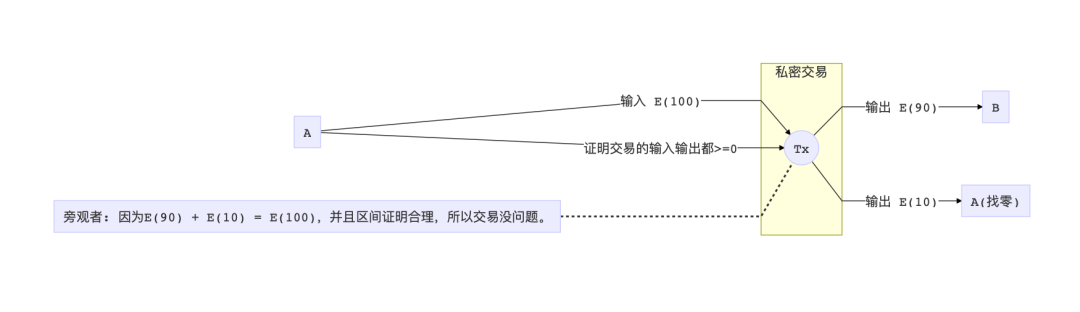 私密交易
输入 E(100)
输出 E(90)
B
A
证明交易的输入输出都>=0
Tx
输出 E(10)
A(找零)
旁观者: 因为E(90) + E(10) = E(100), 并且区间证明合理, 所以交易没问题。